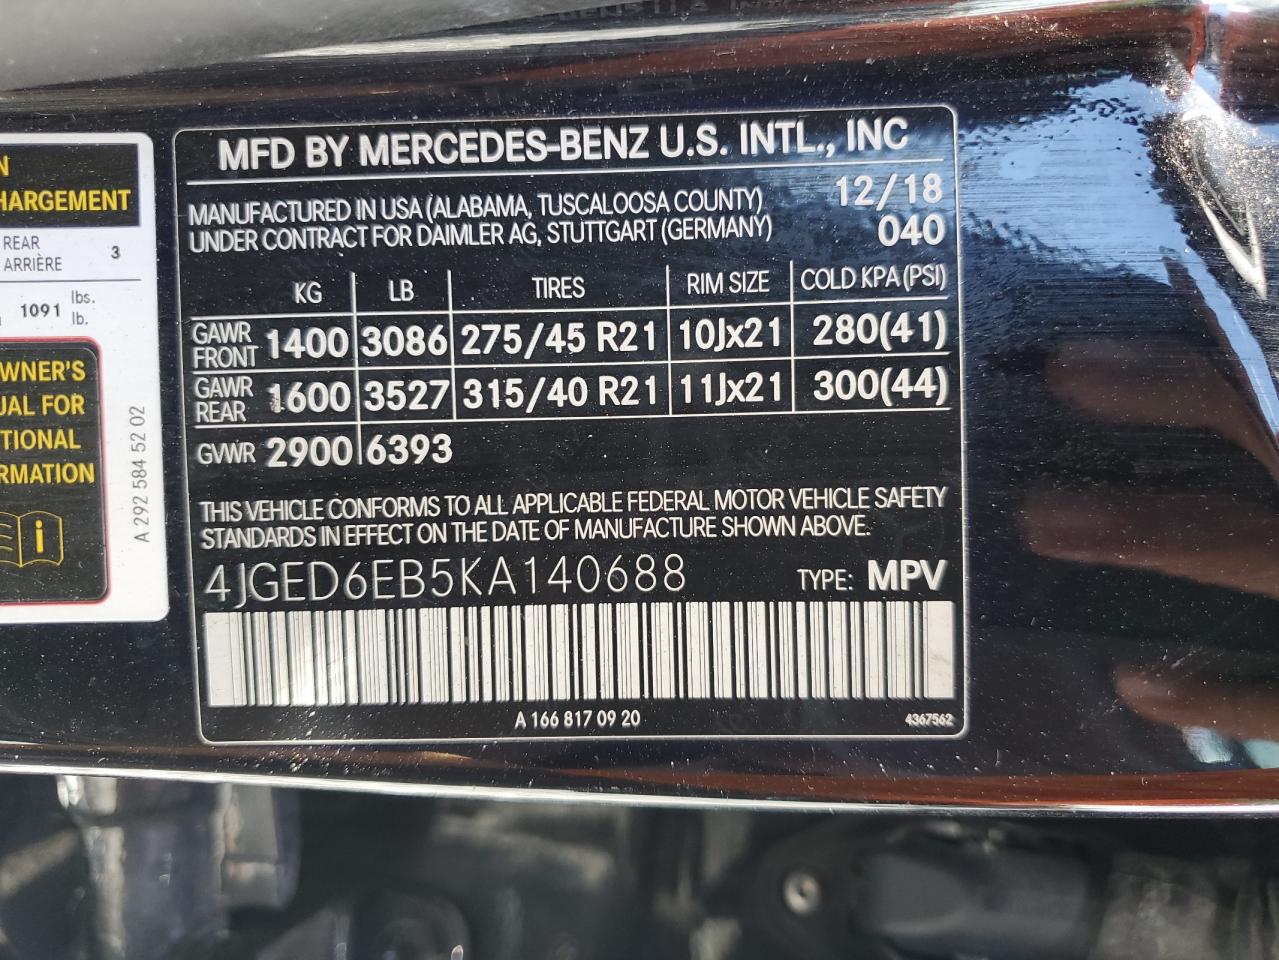 N
HARGEMENT
REAR
ARRIÈRE 3
1091 lbs.
lb.
WNER'S
UAL FOR
TIONAL
RMATION
i
A 292 584 52 02
MFD BY MERCEDES-BENZ U.S. INTL., INC
MANUFACTURED IN USA (ALABAMA, TUSCALOOSA COUNTY) 12/18
UNDER CONTRACT FOR DAIMLER AG, STUTTGART (GERMANY) 040
KG LB TIRES RIM SIZE COLD KPA (PSI)
GAWR FRONT 1400 3086 275/45 R21 10Jx21 280(41)
GAWR REAR 1600 3527 315/40 R21 11Jx21 300(44)
GVWR 2900 6393
THIS VEHICLE CONFORMS TO ALL APPLICABLE FEDERAL MOTOR VEHICLE SAFETY
STANDARDS IN EFFECT ON THE DATE OF MANUFACTURE SHOWN ABOVE.
4JGED6EB5KA140688 TYPE: MPV
A 166 817 09 20 4367562